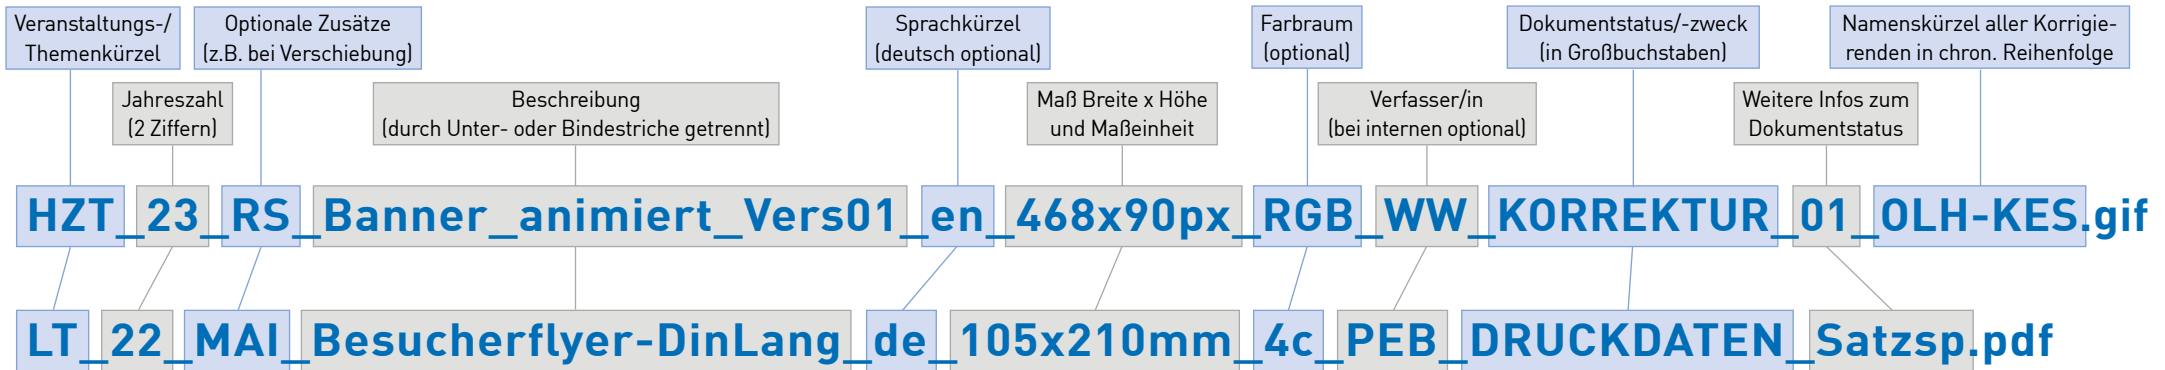 Veranstaltungs-/
Themenkürzel
Optionale Zusätze
(z.B. bei Verschiebung)
Sprachkürzel
(deutsch optional)
Farbraum
(optional)
Dokumentstatus/-zweck
(in Großbuchstaben)
Namenskürzel aller Korrigie-
renden in chron. Reihenfolge
Jahreszahl
(2 Ziffern)
Beschreibung
(durch Unter- oder Bindestriche getrennt)
Maß Breite x Höhe
und Maßeinheit
Verfasser/in
(bei internen optional)
Weitere Infos zum
Dokumentstatus
HZT_23_RS_Banner_animiert_Vers01_en_468x90px_RGB_WW_KORREKTUR_01_OLH-KES.gif
LT_22_MAI_Besucherflyer-DinLang_de_105x210mm_4c_PEB_DRUCKDATEN_Satzsp.pdf